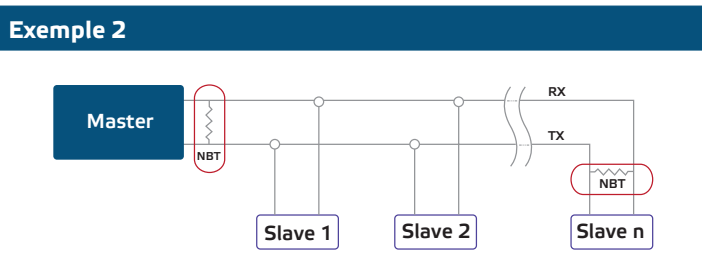 Exemple 2
RX
Master
TX
NBT
NBT
Slave 1
Slave 2
Slave n